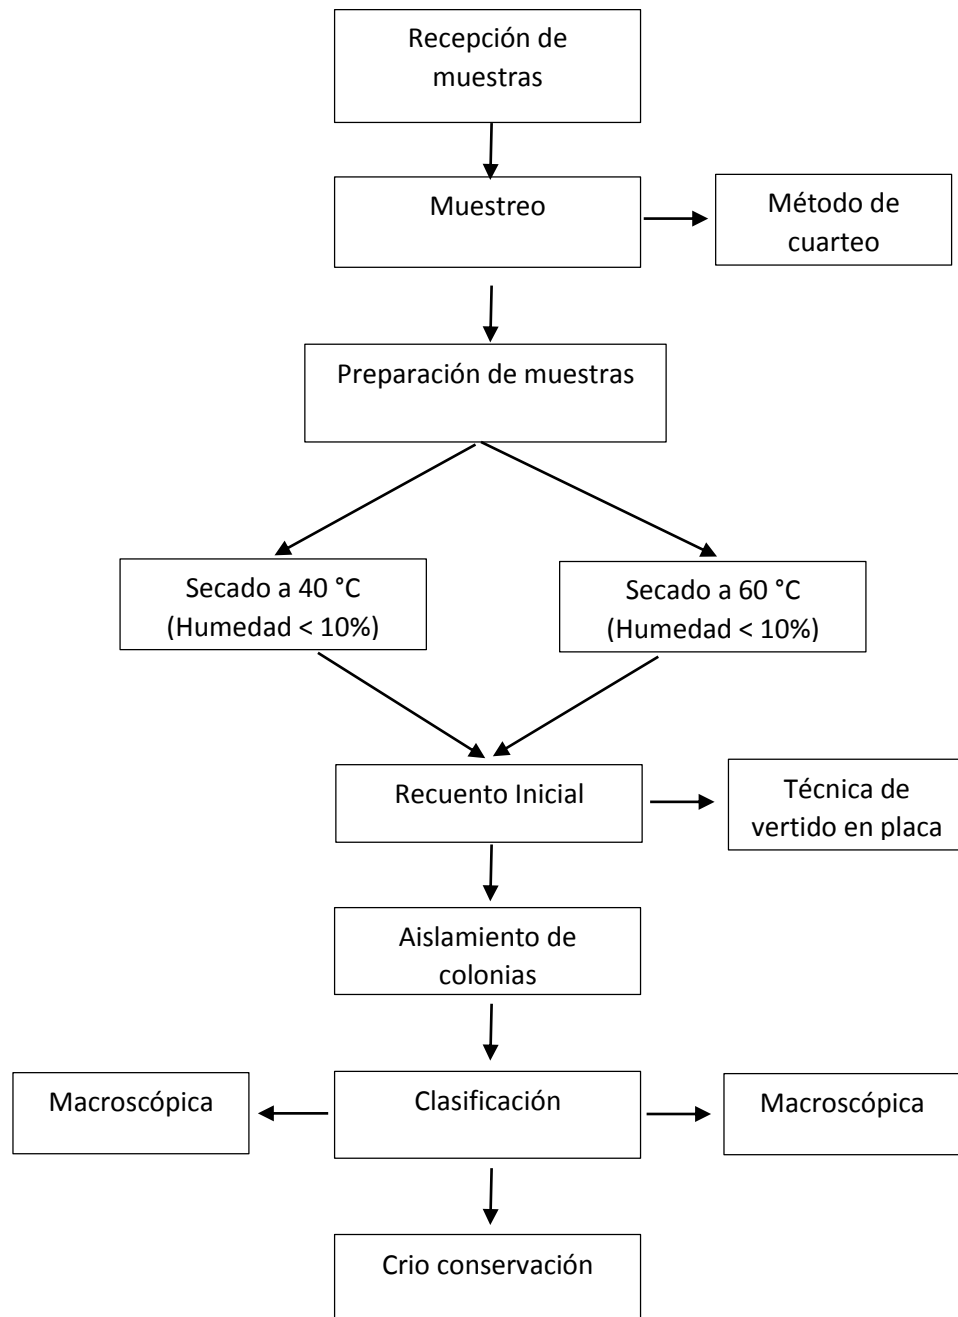 Recepción de
muestras
Muestreo
Método de
cuarteo
Preparación de muestras
Secado a 40 °C
(Humedad < 10%)
Secado a 60 °C
(Humedad < 10%)
Recuento Inicial
Técnica de
vertido en placa
Aislamiento de
colonias
Macroscópica
Clasificación
Macroscópica
Crio conservación